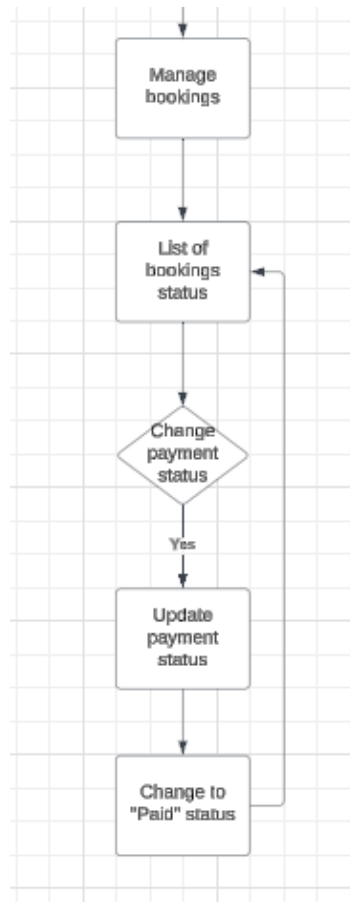 Manage
bookings
List of
bookings
status
Change
payment
status
Yes
Update
payment
status
Change to
"Paid" status